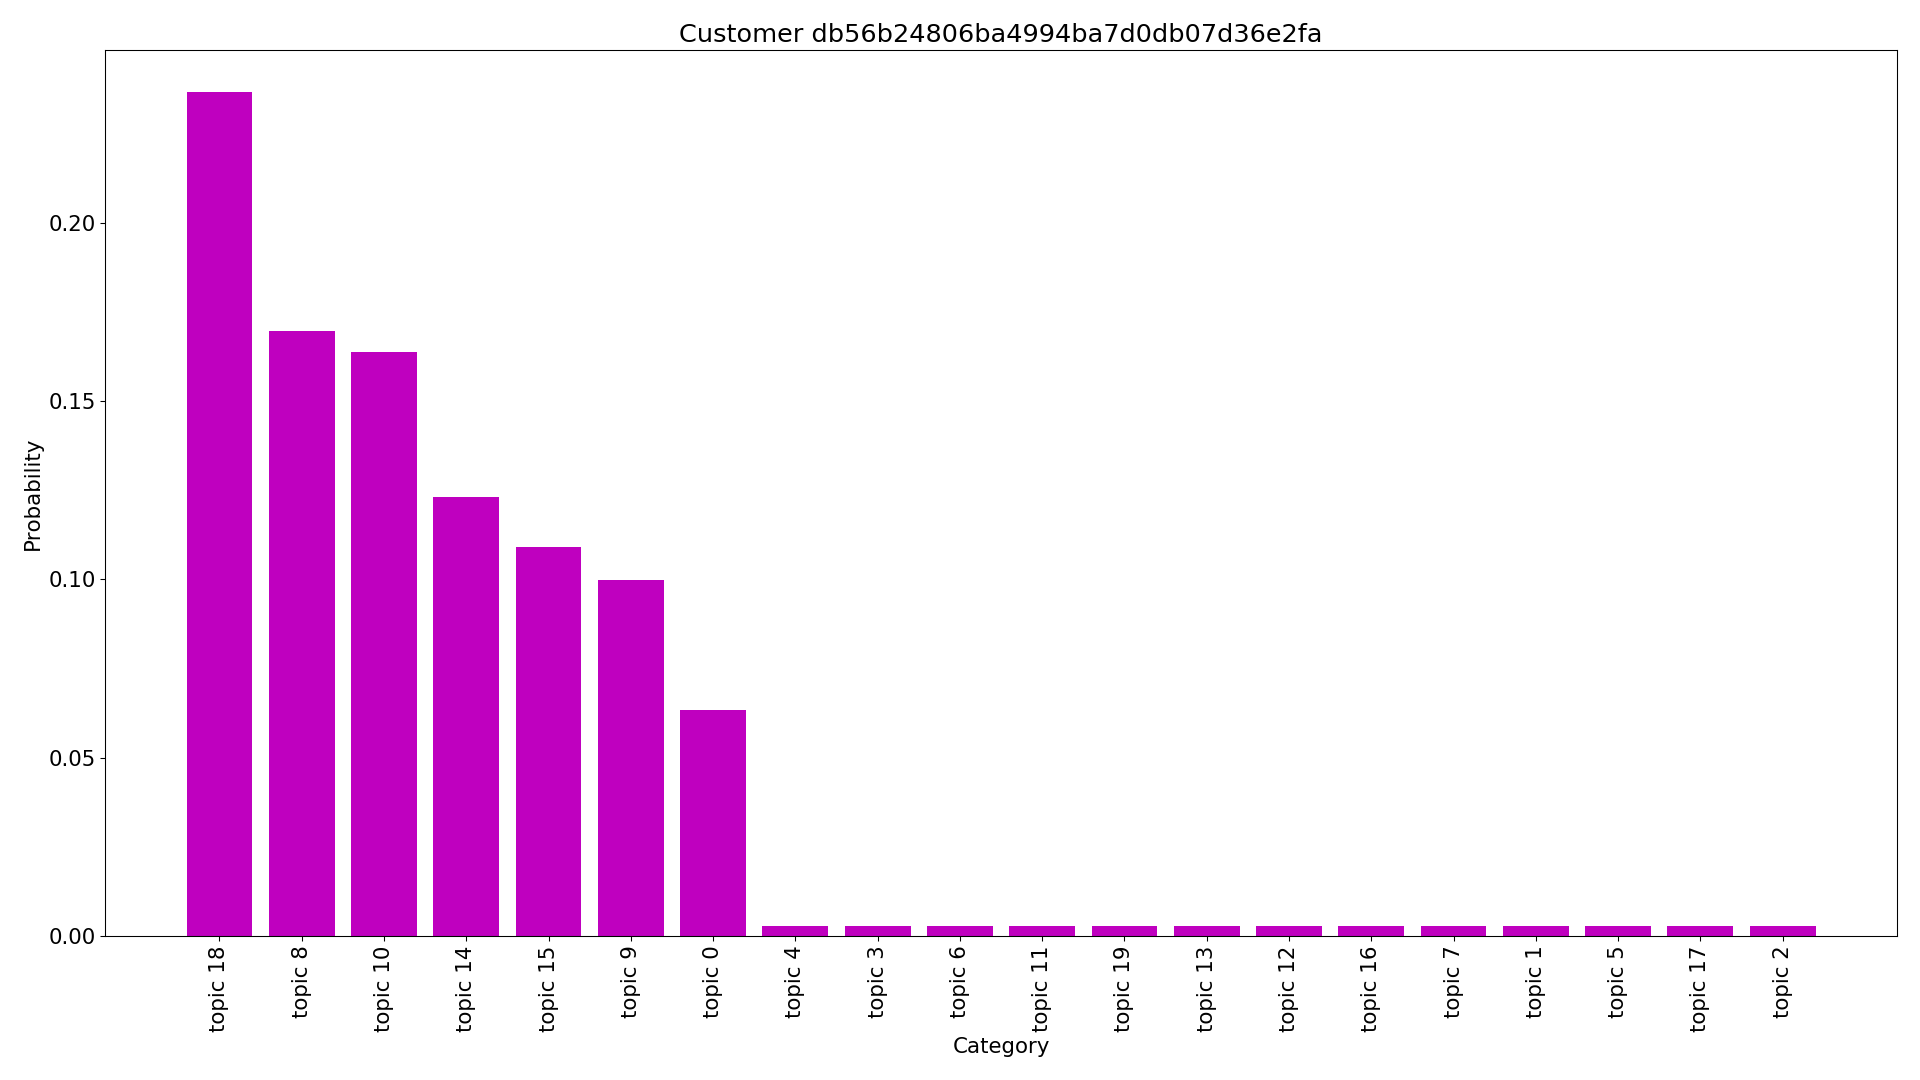 Customer db56b24806ba4994ba7d0db07d36e2fa
Probability
0.20
0.15
0.10
0.05
0.00
topic 18
topic 8
topic 10
topic 14
topic 15
topic 9
topic 0
topic 4
topic 3
topic 6
topic 11
topic 19
topic 13
topic 12
topic 16
topic 7
topic 1
topic 5
topic 17
topic 2
Category